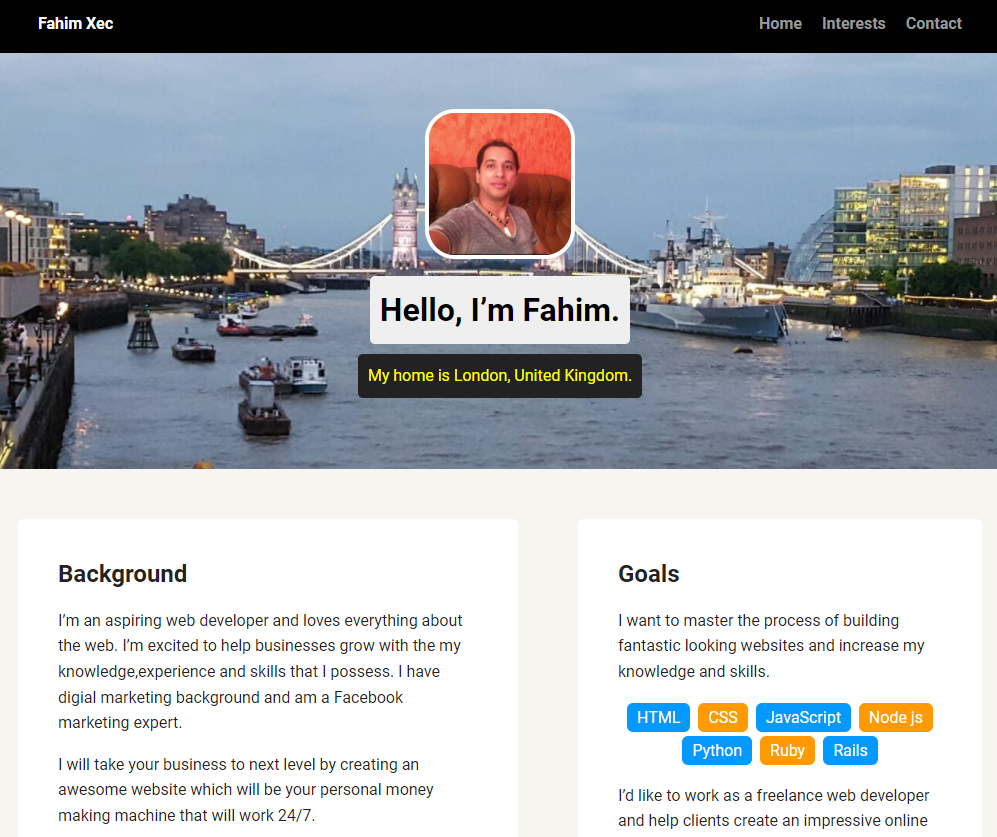 Fahim Xec
Home Interests Contact
Hello, I’m Fahim.
My home is London, United Kingdom.
Background
I’m an aspiring web developer and loves everything about
the web. I’m excited to help businesses grow with the my
knowledge,experience and skills that I possess. I have
digial marketing background and am a Facebook
marketing expert.
I will take your business to next level by creating an
awesome website which will be your personal money
making machine that will work 24/7.
Goals
I want to master the process of building
fantastic looking websites and increase my
knowledge and skills.
HTML CSS JavaScript Node js
Python Ruby Rails
I’d like to work as a freelance web developer
and help clients create an impressive online